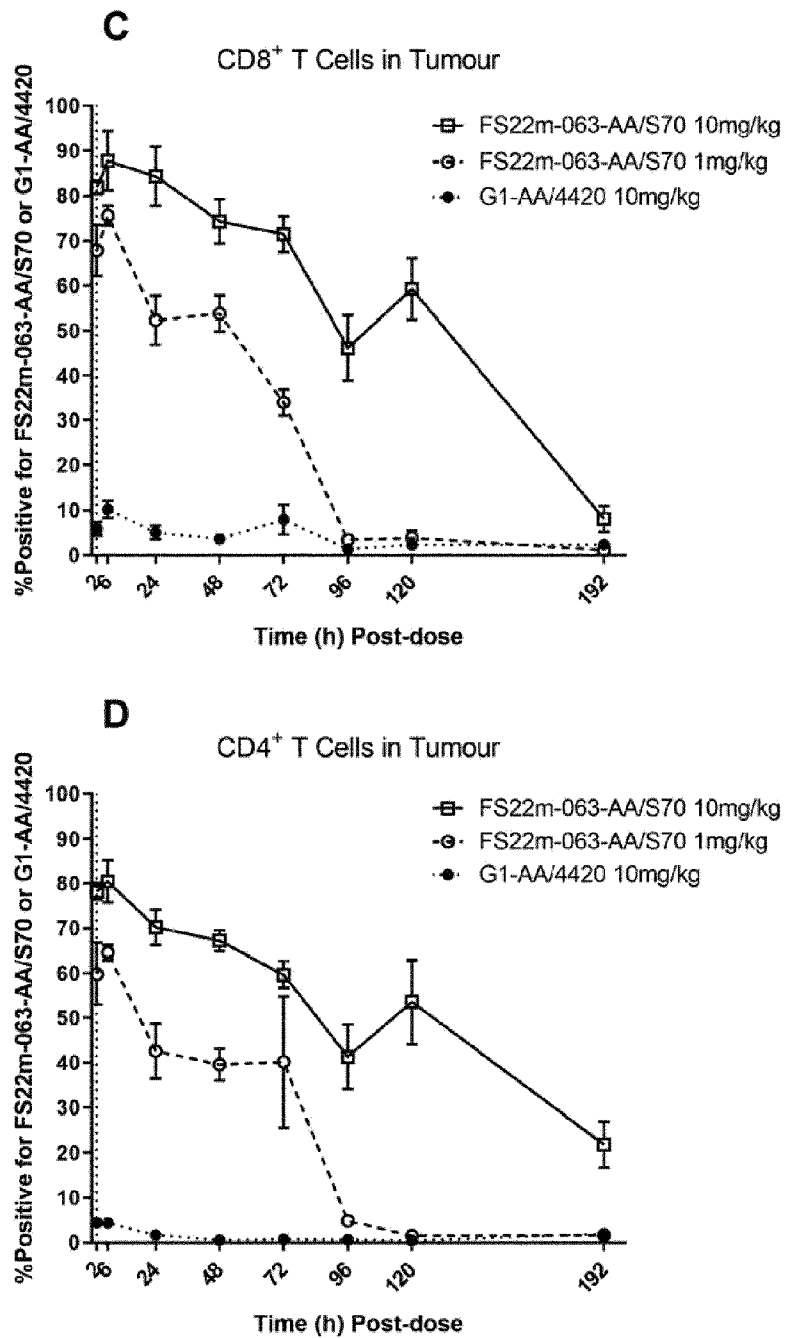 C
CD8⁺ T Cells in Tumour
%Positive for FS22m-063-AA/S70 or G1-AA/4420
100
90
80
70
60
50
40
30
20
10
0
FS22m-063-AA/S70 10mg/kg
FS22m-063-AA/S70 1mg/kg
G1-AA/4420 10mg/kg
2 6 24 48 72 96 120 192
Time (h) Post-dose
D
CD4⁺ T Cells in Tumour
%Positive for FS22m-063-AA/S70 or G1-AA/4420
100
90
80
70
60
50
40
30
20
10
0
FS22m-063-AA/S70 10mg/kg
FS22m-063-AA/S70 1mg/kg
G1-AA/4420 10mg/kg
2 6 24 48 72 96 120 192
Time (h) Post-dose